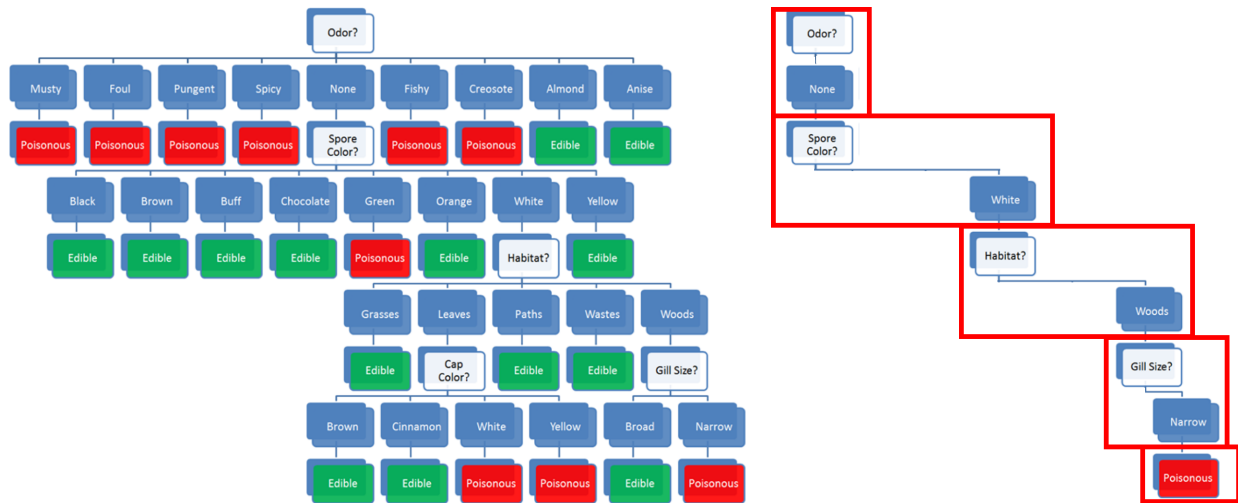 Odor?
Musty Foul Pungent Spicy None Fishy Creosote Almond Anise
Poisonous Poisonous Poisonous Poisonous Spore Color? Poisonous Poisonous Edible Edible
Black Brown Buff Chocolate Green Orange White Yellow
Edible Edible Edible Edible Poisonous Edible Habitat? Edible
Grasses Leaves Paths Wastes Woods
Edible Cap Color? Edible Edible Gill Size?
Brown Cinnamon White Yellow Broad Narrow
Edible Edible Poisonous Poisonous Edible Poisonous
Odor?
None
Spore
Color?
White
Habitat?
Woods
Gill Size?
Narrow
Poisonous